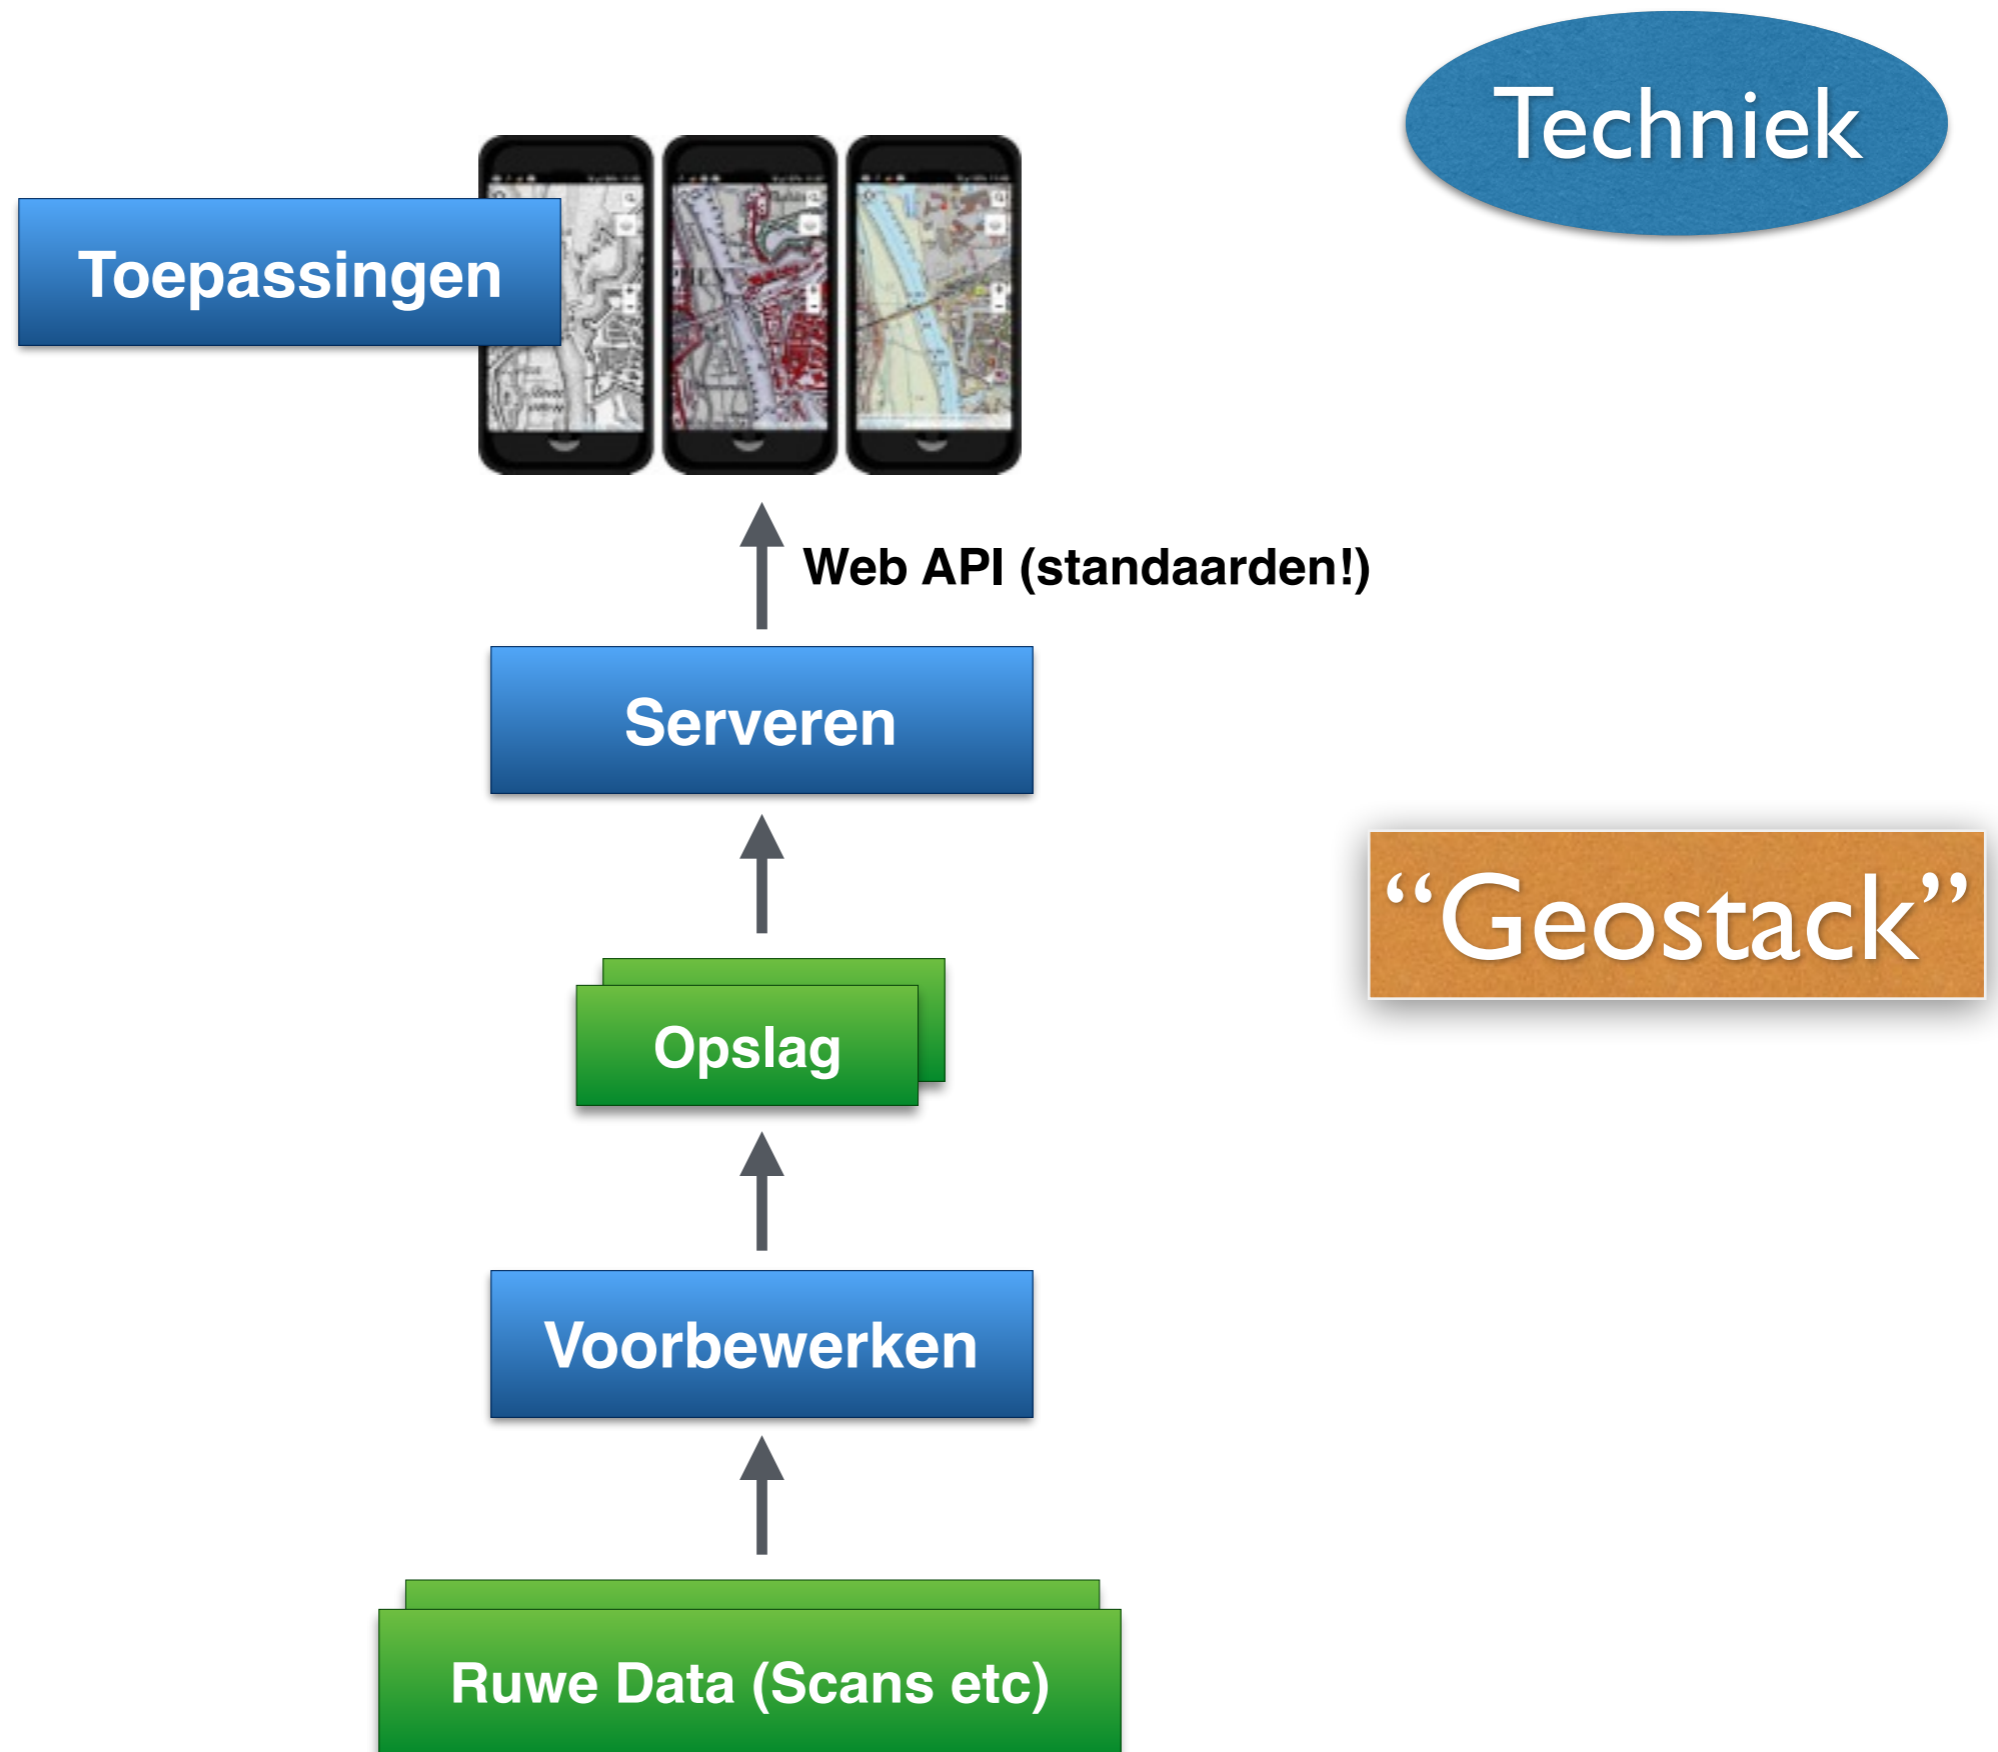 Techniek
Toepassingen
Web API (standaarden!)
Serveren
“Geostack”
Opslag
Voorbewerken
Ruwe Data (Scans etc)